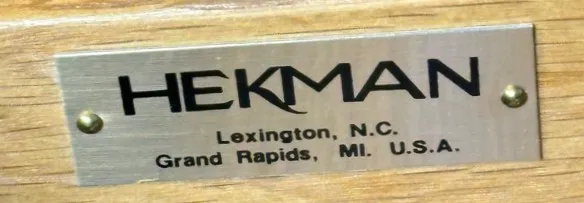 HEKMAN
Lexington, N.C.
Grand Rapids, MI. U.S.A.